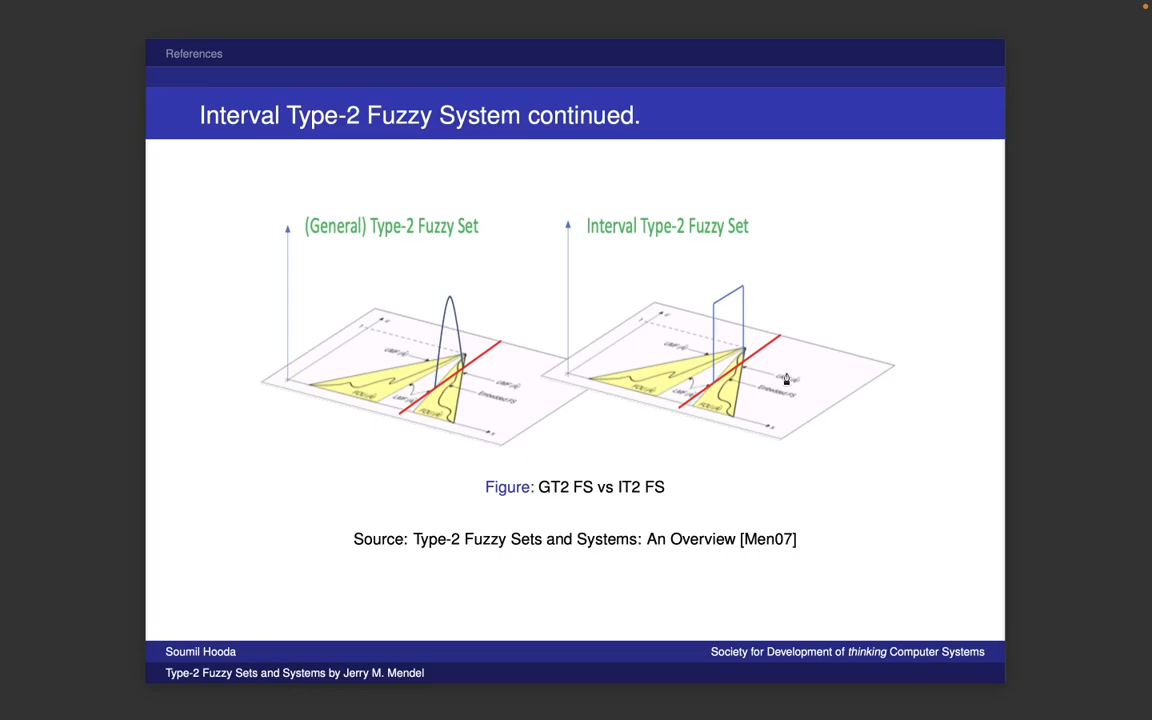 References
Interval Type-2 Fuzzy System continued.
(General) Type-2 Fuzzy Set
Interval Type-2 Fuzzy Set
Embedded FS
Figure: GT2 FS vs IT2 FS
Source: Type-2 Fuzzy Sets and Systems: An Overview [Men07]
Soumil Hooda
Society for Development of thinking Computer Systems
Type-2 Fuzzy Sets and Systems by Jerry M. Mendel